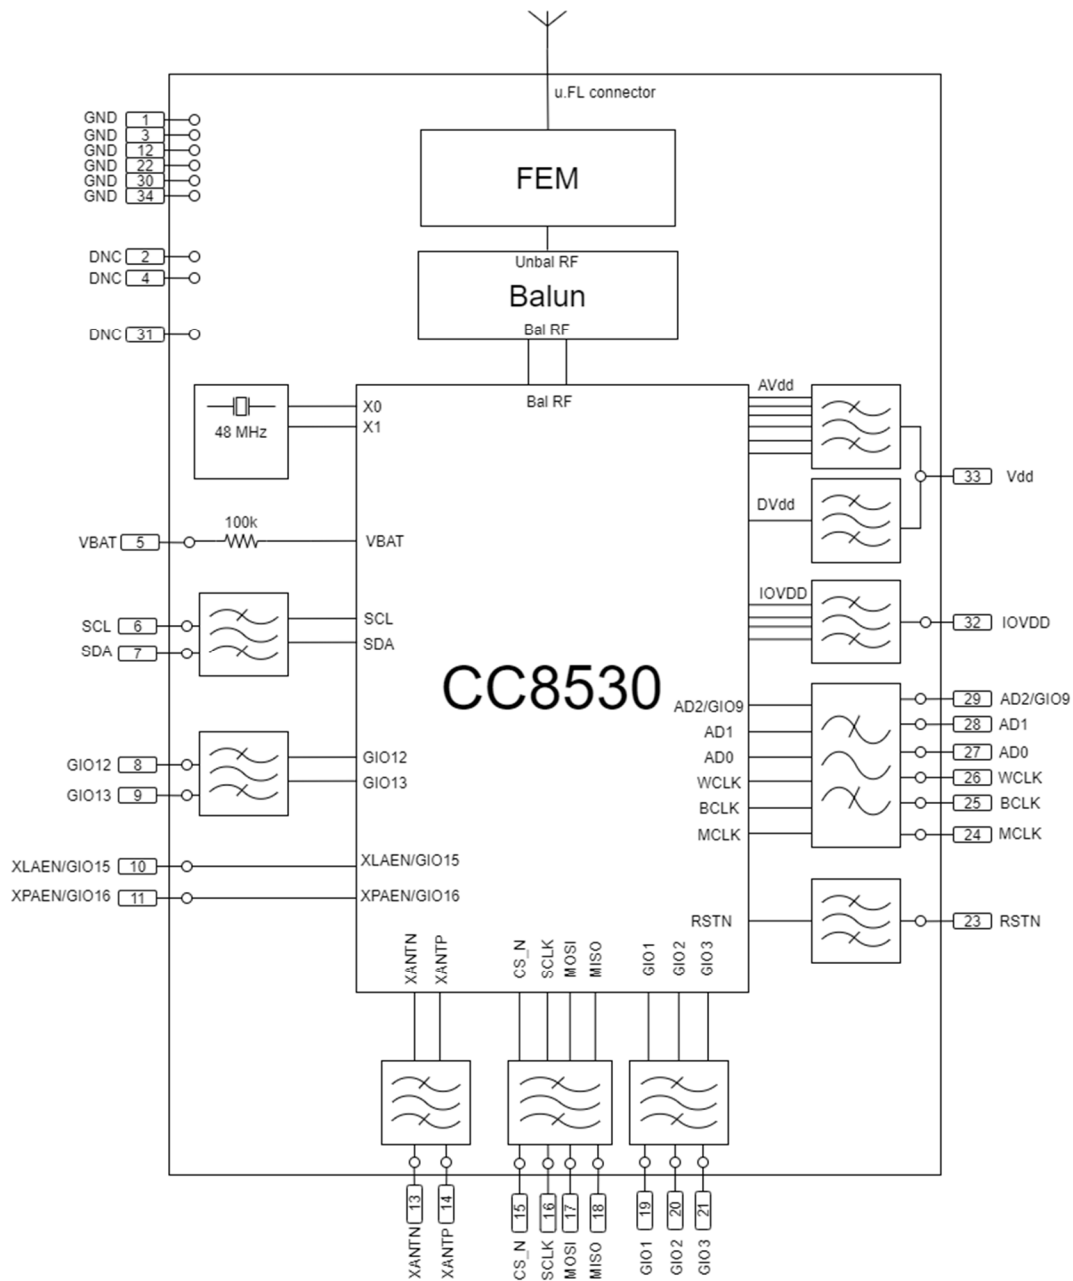 u.FL connector
GND 1
GND 3
GND 12
GND 22
GND 30
GND 34
FEM
DNC 2
DNC 4
Unbal RF
Balun
Bal RF
DNC 31
AVdd
Bal RF
X0
X1
48 MHz
33 Vdd
DVdd
100k
VBAT 5
VBAT
IOVDD
SCL 6
SCL
32 IOVDD
SDA 7
SDA
CC8530
AD2/GIO9
29 AD2/GIO9
AD1
28 AD1
AD0
27 AD0
GIO12 8
GIO12
WCLK
26 WCLK
GIO13 9
GIO13
BCLK
25 BCLK
MCLK
24 MCLK
XLAEN/GIO15 10
XLAEN/GIO15
XPAEN/GIO16 11
XPAEN/GIO16
RSTN
23 RSTN
XANTN
XANTP
CS_N
SCLK
MOSI
MISO
GIO1
GIO2
GIO3
XANTN 13
XANTP 14
CS_N 15
SCLK 16
MOSI 17
MISO 18
GIO1 19
GIO2 20
GIO3 21